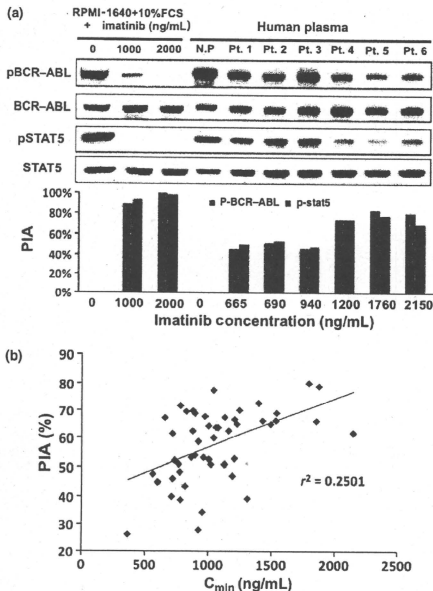 (a)
RPMI-1640+10%FCS
+ imatinib (ng/mL)
Human plasma
0 1000 2000 N.P Pt. 1 Pt. 2 Pt. 3 Pt. 4 Pt. 5 Pt. 6
pBCR–ABL
BCR–ABL
pSTAT5
STAT5
100%
80%
60%
40%
20%
0%
PIA
P-BCR–ABL p-stat5
0 1000 2000 0 665 690 940 1200 1760 2150
Imatinib concentration (ng/mL)
(b)
90
80
70
60
50
40
30
20
PIA (%)
r² = 0.2501
0 500 1000 1500 2000 2500
Cmin (ng/mL)